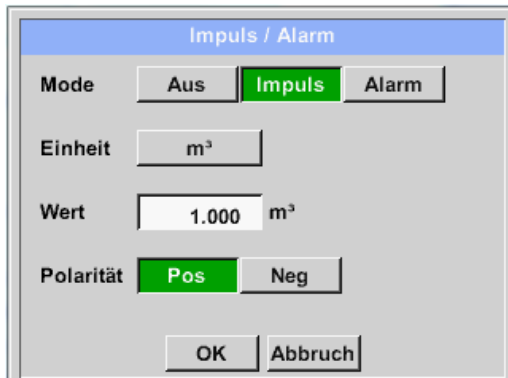 Impuls / Alarm
Mode Aus Impuls Alarm
Einheit m³
Wert 1.000 m³
Polarität Pos Neg
OK Abbruch